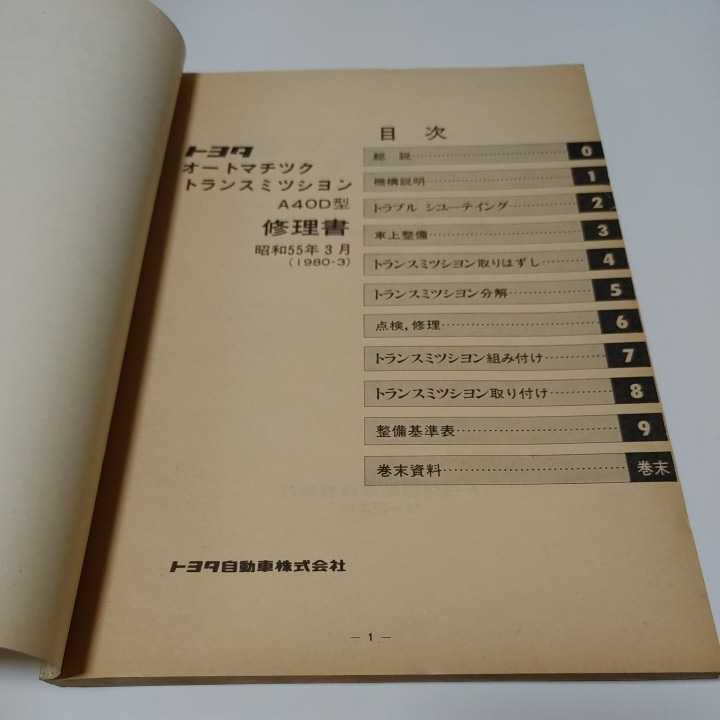 トヨタ
オートマチツク
トランスミツシヨン
A40D型
修理書
昭和55年3月
(1980・3)
目次
総説 0
機構説明 1
トラブル シユーテイング 2
車上整備 3
トランスミツシヨン取りはずし 4
トランスミツシヨン分解 5
点検,修理 6
トランスミツシヨン組み付け 7
トランスミツシヨン取り付け 8
整備基準表 9
巻末資料 巻末
トヨタ自動車株式会社
— 1 —